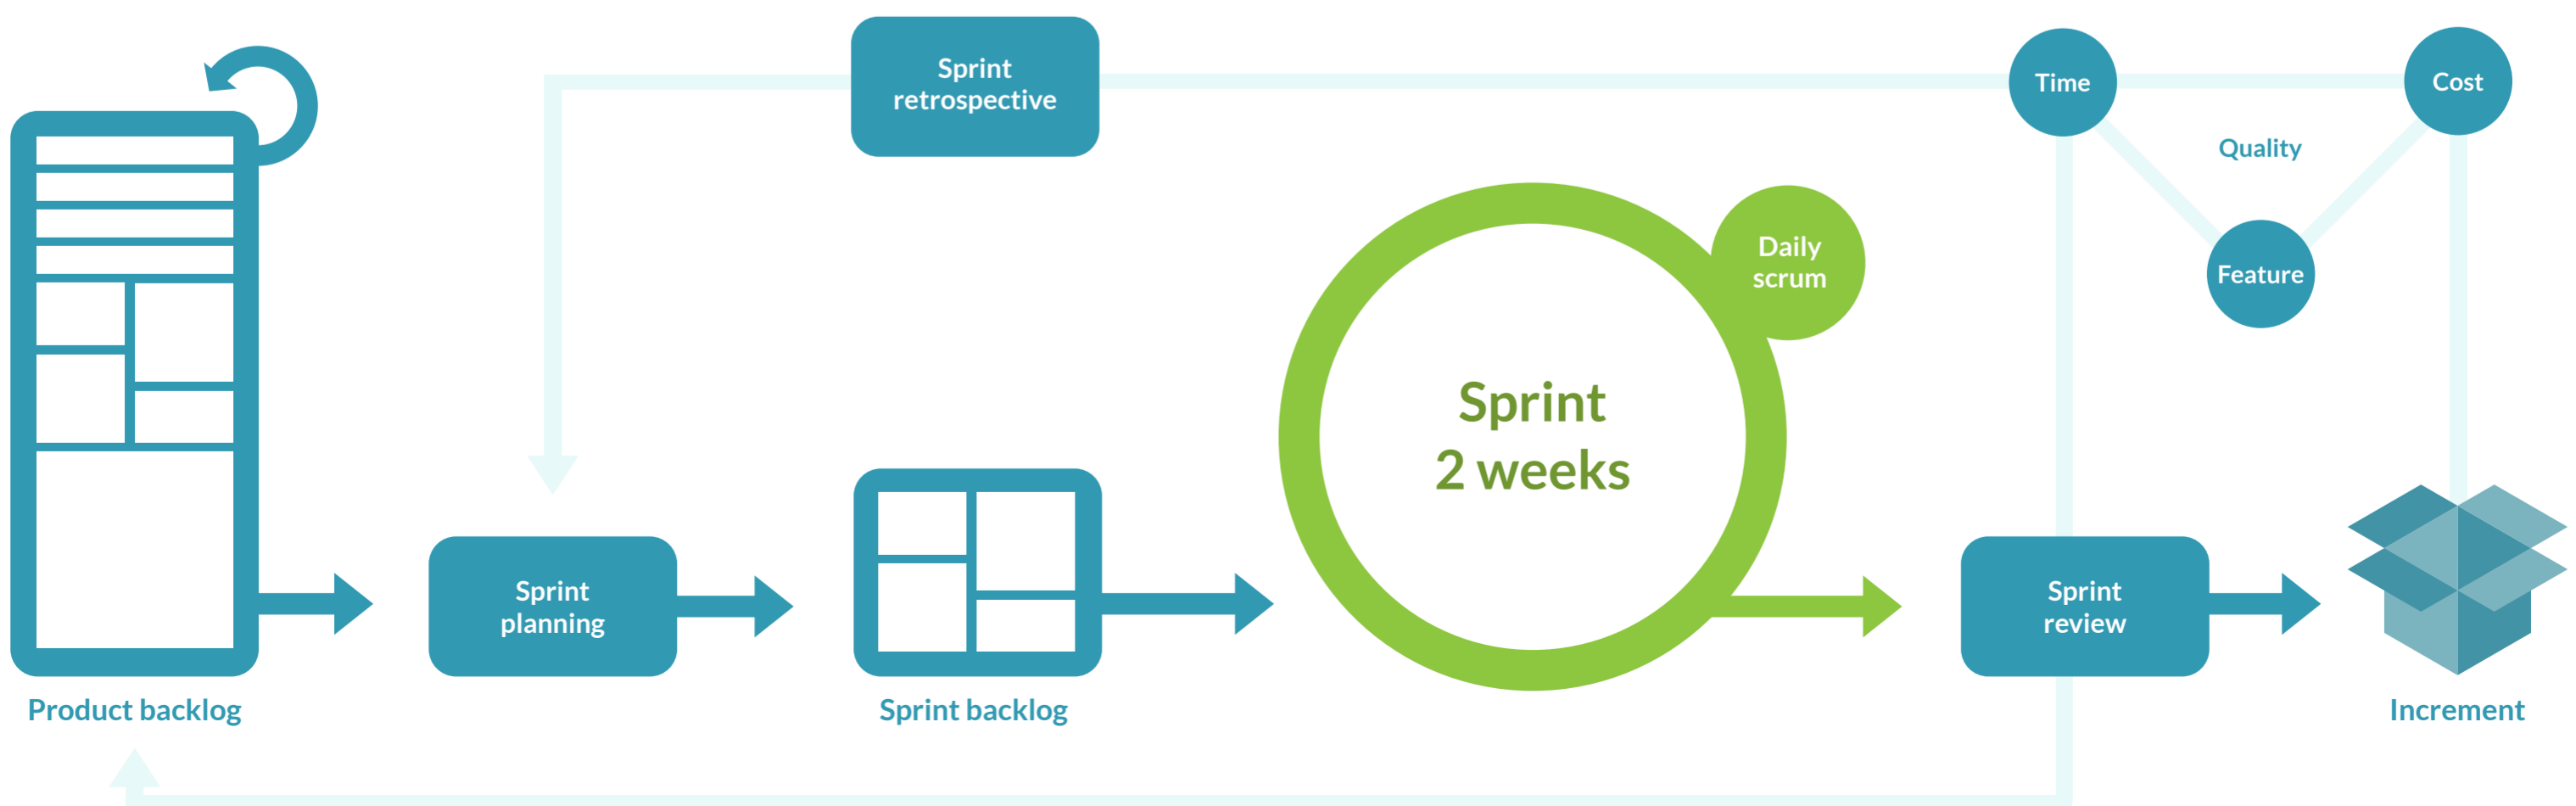 Sprint
retrospective
Time
Cost
Quality
Daily
scrum
Feature
Sprint
2 weeks
Sprint
planning
Sprint
review
Product backlog
Sprint backlog
Increment